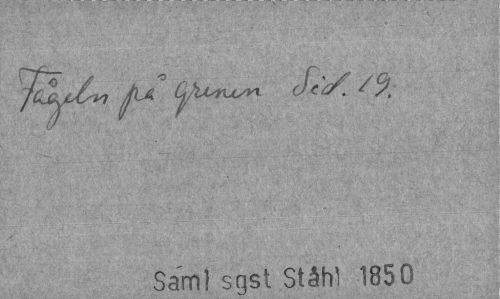 Fågeln på grenen Sid. 19.
Saml sgst Ståhl 1850